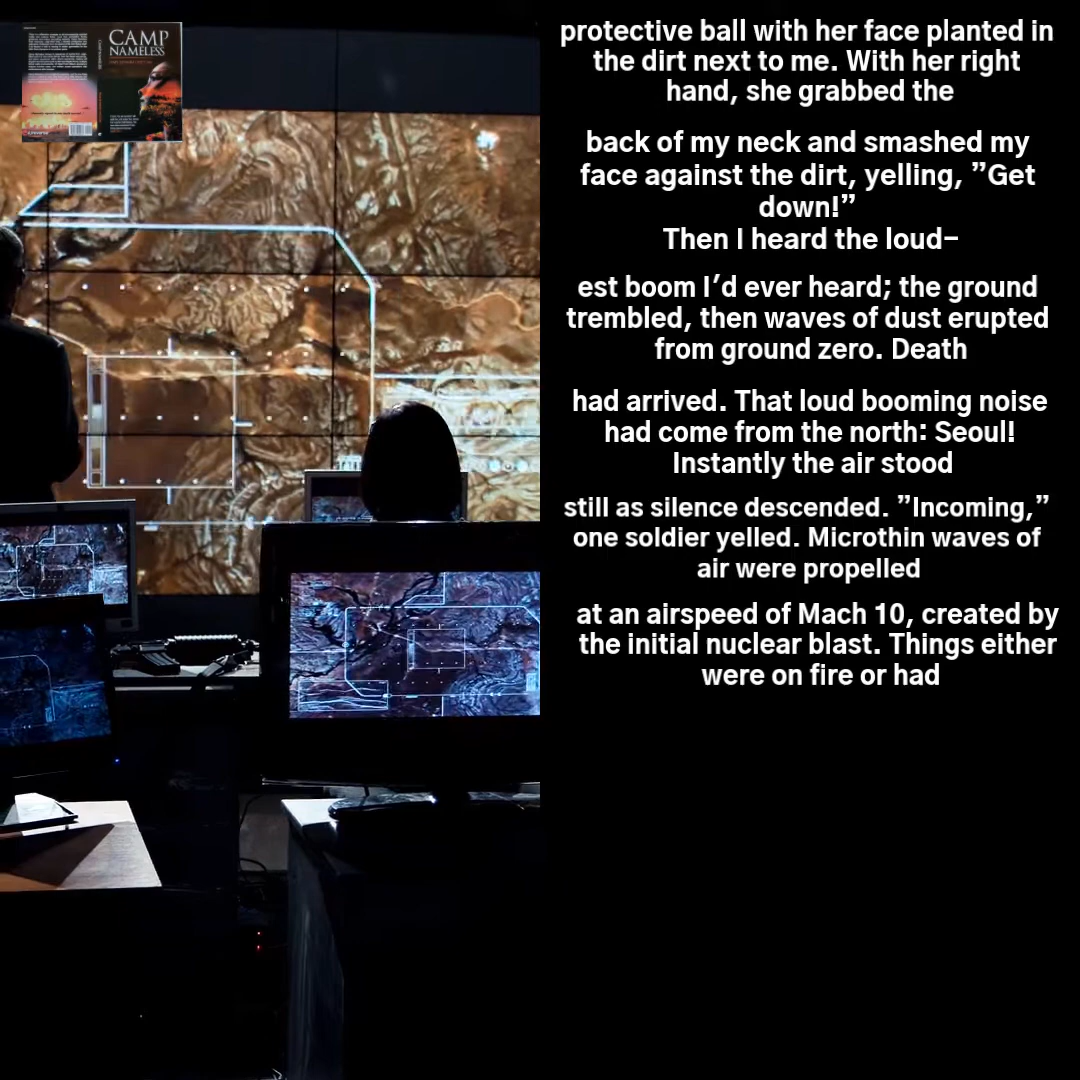 CAMP
NAMELESS
protective ball with her face planted in
the dirt next to me. With her right
hand, she grabbed the
back of my neck and smashed my
face against the dirt, yelling, ”Get
down!”
Then I heard the loud-
est boom I'd ever heard; the ground
trembled, then waves of dust erupted
from ground zero. Death
had arrived. That loud booming noise
had come from the north: Seoul!
Instantly the air stood
still as silence descended. ”Incoming,”
one soldier yelled. Microthin waves of
air were propelled
at an airspeed of Mach 10, created by
the initial nuclear blast. Things either
were on fire or had